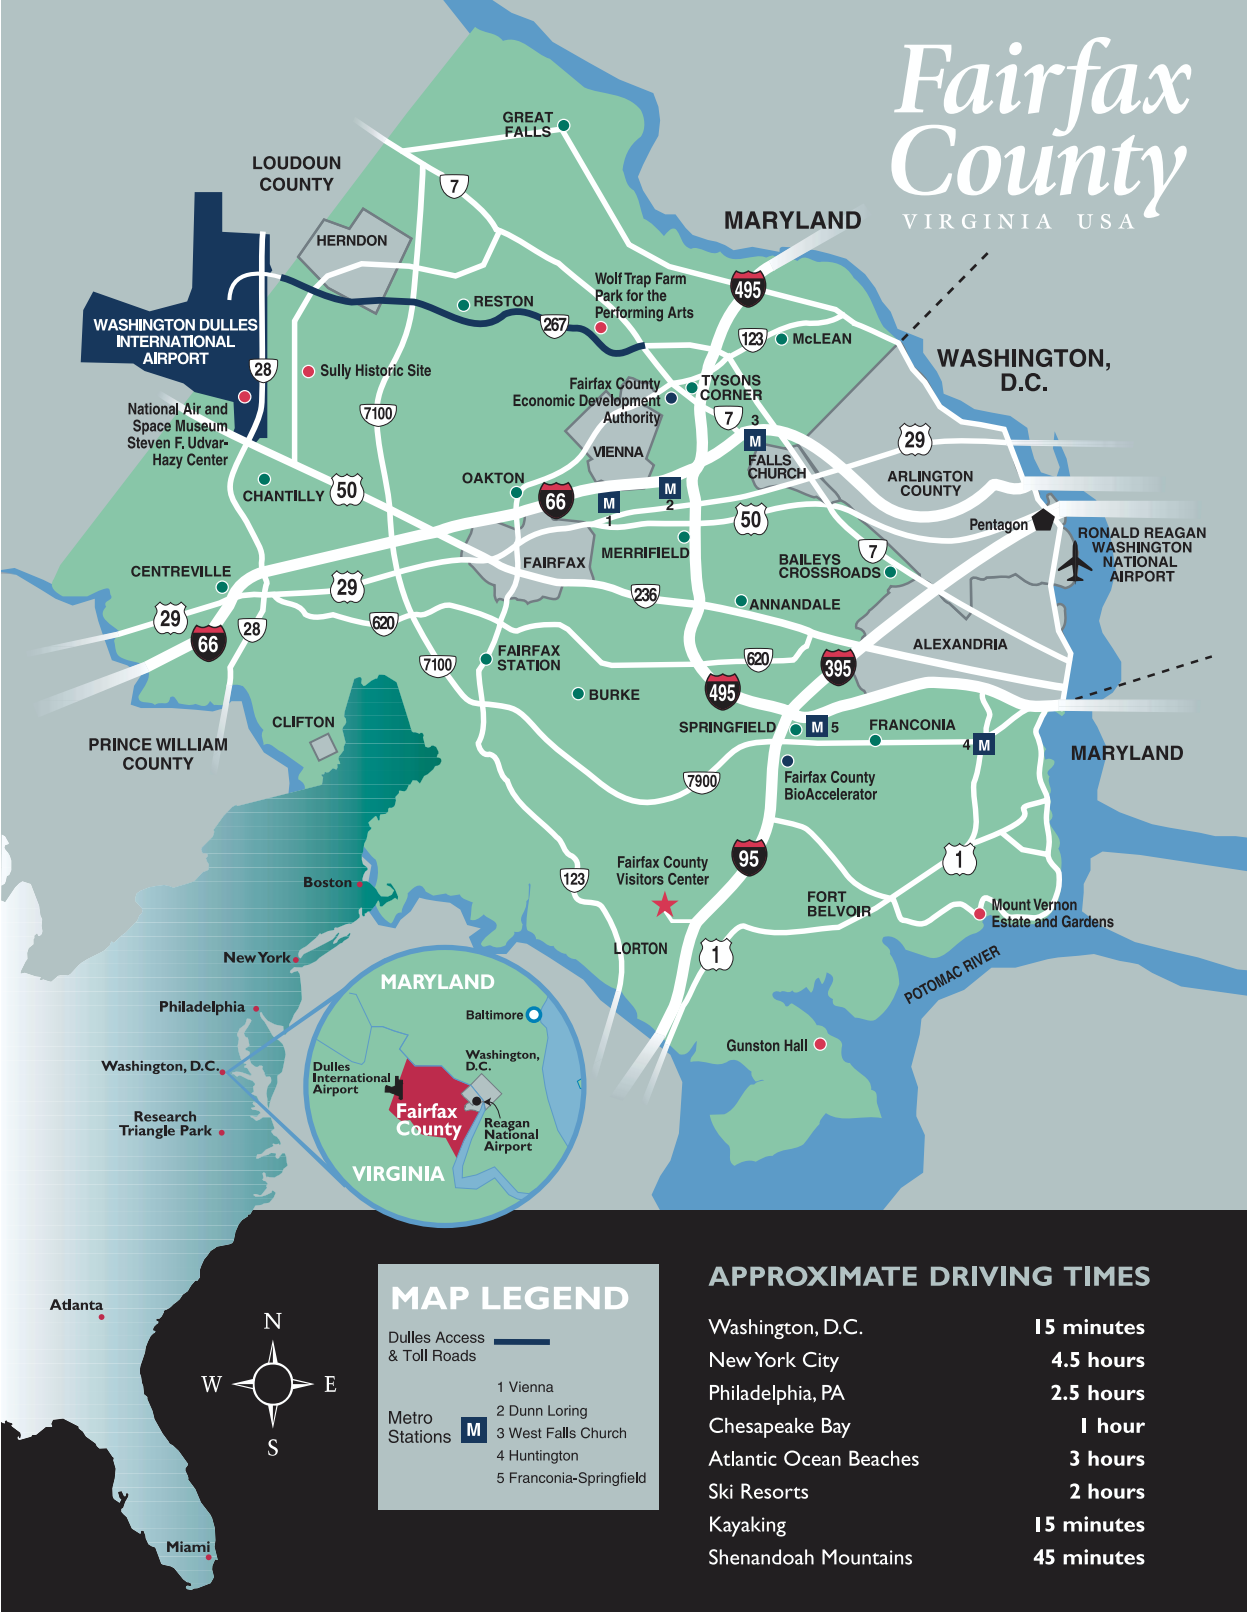 Fairfax
County
VIRGINIA USA
GREAT
FALLS
LOUDOUN
COUNTY
7
MARYLAND
HERNDON
495
Wolf Trap Farm
Park for the
Performing Arts
RESTON
267
123
McLEAN
WASHINGTON DULLES
INTERNATIONAL
AIRPORT
WASHINGTON,
D.C.
28
Sully Historic Site
Fairfax County
Economic Development
Authority
TYSONS
CORNER
National Air and
Space Museum
Steven F. Udvar-
Hazy Center
7100
7
3
M
29
VIENNA
FALLS
CHURCH
ARLINGTON
COUNTY
OAKTON
CHANTILLY
50
66
M
1
M
2
50
Pentagon
RONALD REAGAN
WASHINGTON
NATIONAL
AIRPORT
MERRIFIELD
7
BAILEYS
CROSSROADS
FAIRFAX
CENTREVILLE
29
236
ANNANDALE
29
28
620
66
ALEXANDRIA
FAIRFAX
STATION
7100
620
395
495
BURKE
SPRINGFIELD
M
5
FRANCONIA
4
M
CLIFTON
PRINCE WILLIAM
COUNTY
MARYLAND
7900
Fairfax County
BioAccelerator
95
1
Fairfax County
Visitors Center
123
FORT
BELVOIR
Mount Vernon
Estate and Gardens
LORTON
1
POTOMAC RIVER
Gunston Hall
Boston
New York
Philadelphia
Washington, D.C.
Research
Triangle Park
Atlanta
Miami
MARYLAND
Baltimore
Washington,
D.C.
Dulles
International
Airport
Fairfax
County
Reagan
National
Airport
VIRGINIA
N
W
E
S
MAP LEGEND
Dulles Access
& Toll Roads
Metro
Stations
M
1 Vienna
2 Dunn Loring
3 West Falls Church
4 Huntington
5 Franconia-Springfield
APPROXIMATE DRIVING TIMES
Washington, D.C. 15 minutes
New York City 4.5 hours
Philadelphia, PA 2.5 hours
Chesapeake Bay 1 hour
Atlantic Ocean Beaches 3 hours
Ski Resorts 2 hours
Kayaking 15 minutes
Shenandoah Mountains 45 minutes